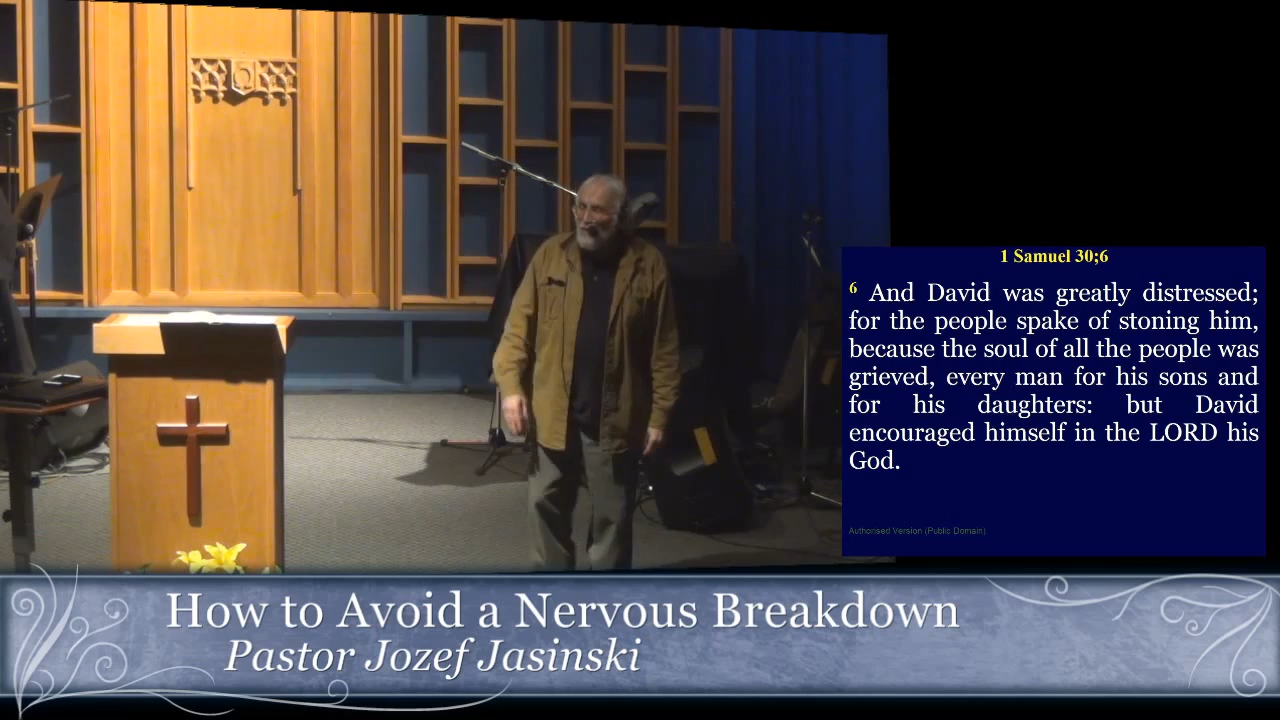 1 Samuel 30;6
6 And David was greatly distressed;
for the people spake of stoning him,
because the soul of all the people was
grieved, every man for his sons and
for his daughters: but David
encouraged himself in the LORD his
God.
Authorised Version (Public Domain)
How to Avoid a Nervous Breakdown
Pastor Jozef Jasinski